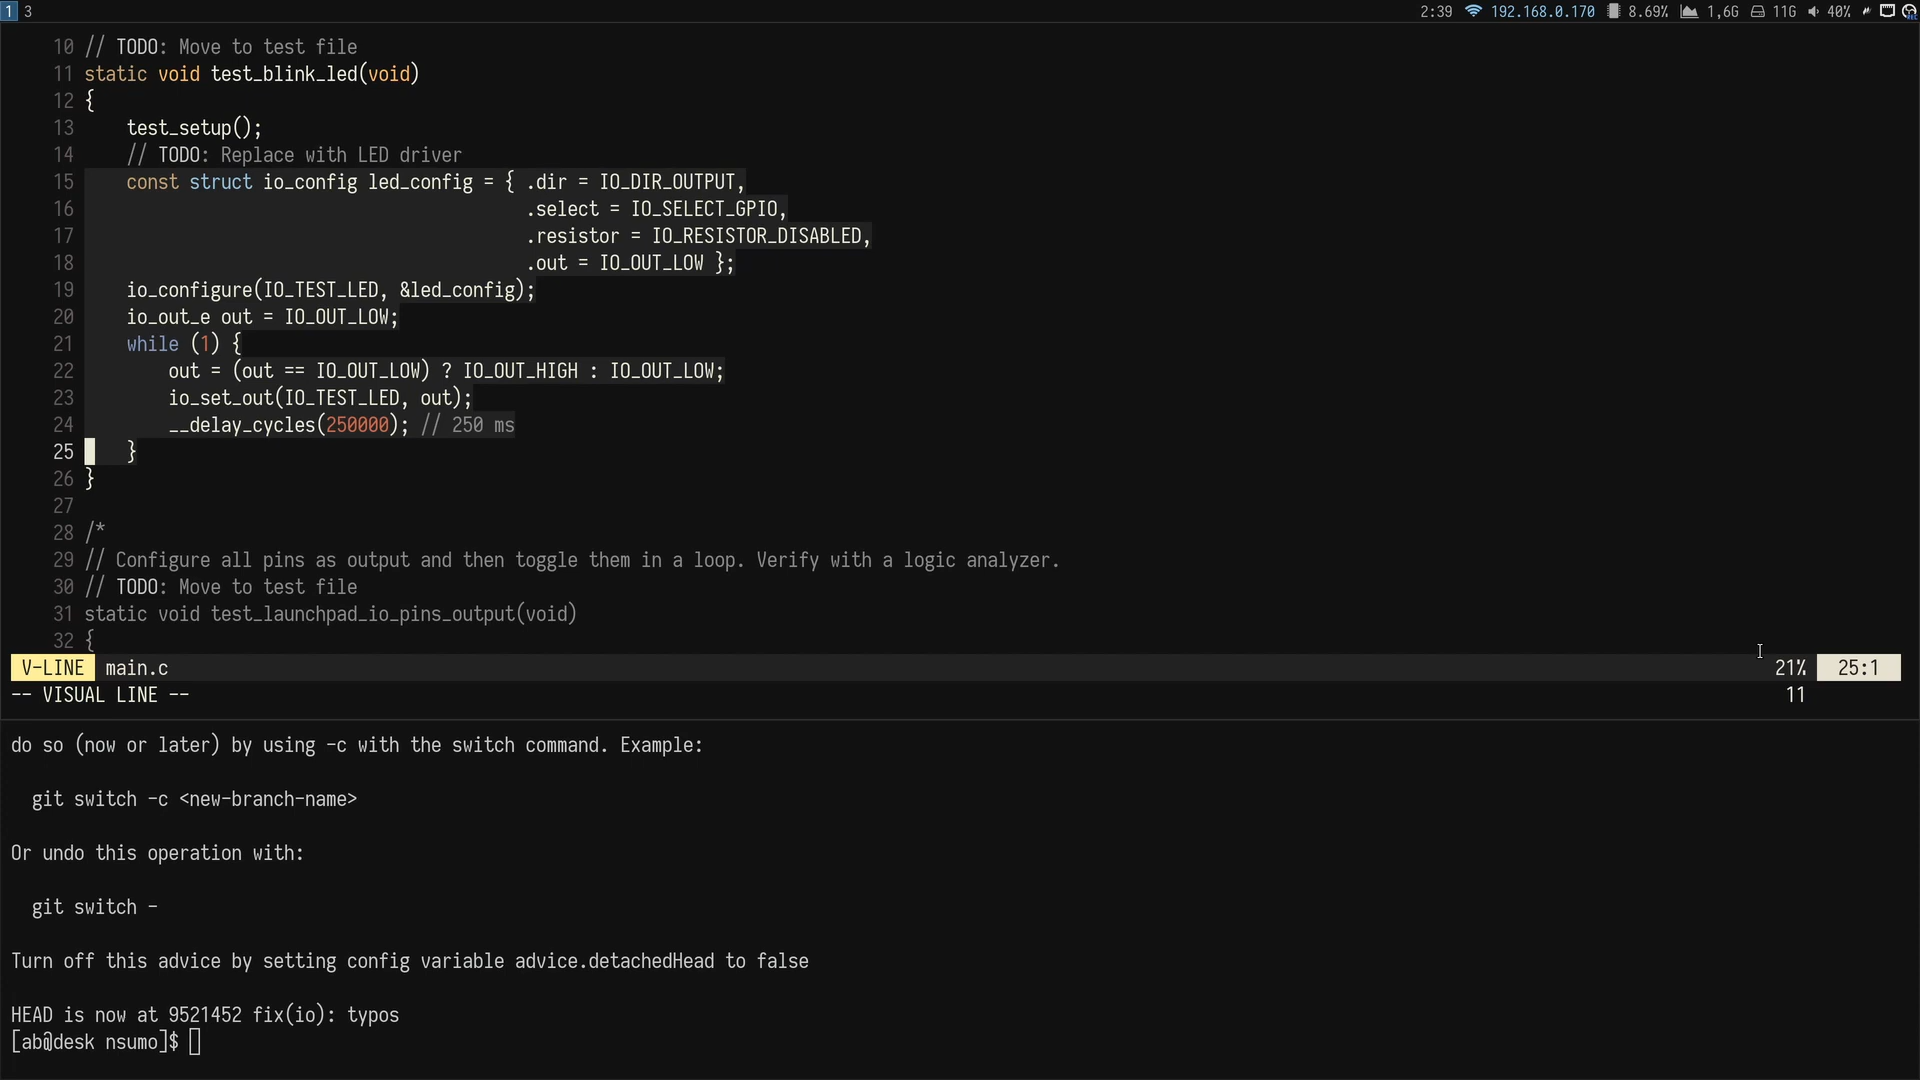 1 3 2:39 192.168.0.170 8.69% 1,6G 11G 40%
10 // TODO: Move to test file
11 static void test_blink_led(void)
12 {
13     test_setup();
14     // TODO: Replace with LED driver
15     const struct io_config led_config = { .dir = IO_DIR_OUTPUT,
16                                           .select = IO_SELECT_GPIO,
17                                           .resistor = IO_RESISTOR_DISABLED,
18                                           .out = IO_OUT_LOW };
19     io_configure(IO_TEST_LED, &led_config);
20     io_out_e out = IO_OUT_LOW;
21     while (1) {
22         out = (out == IO_OUT_LOW) ? IO_OUT_HIGH : IO_OUT_LOW;
23         io_set_out(IO_TEST_LED, out);
24         __delay_cycles(250000); // 250 ms
25     }
26 }
27
28 /*
29 // Configure all pins as output and then toggle them in a loop. Verify with a logic analyzer.
30 // TODO: Move to test file
31 static void test_launchpad_io_pins_output(void)
32 {
V-LINE main.c 21% 25:1
-- VISUAL LINE -- 11
do so (now or later) by using -c with the switch command. Example:
git switch -c <new-branch-name>
Or undo this operation with:
git switch -
Turn off this advice by setting config variable advice.detachedHead to false
HEAD is now at 9521452 fix(io): typos
[ab@desk nsumo]$